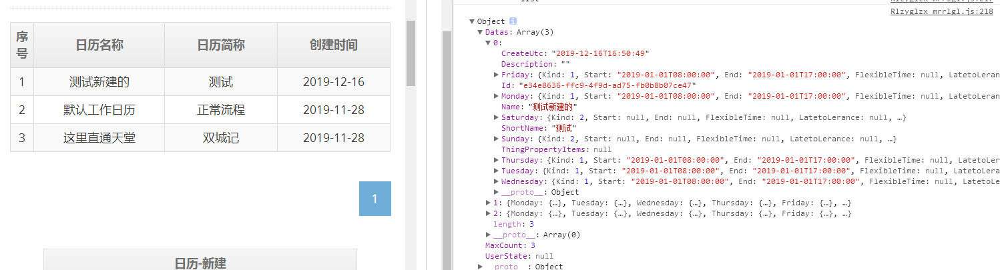 序号 日历名称 日历简称 创建时间
1 测试新建的 测试 2019-12-16
2 默认工作日历 正常流程 2019-11-28
3 这里直通天堂 双城记 2019-11-28
1
日历-新建
Rlzyglzx_mrrlgl.js:217
Rlzyglzx_mrrlgl.js:218
▼Object
▼Datas: Array(3)
▼0:
CreateUtc: "2019-12-16T16:50:49"
Description: ""
▶Friday: {Kind: 1, Start: "2019-01-01T08:00:00", End: "2019-01-01T17:00:00", FlexibleTime: null, LatetoLeran
Id: "e34e8636-ffc9-4f9d-ad75-fb0b8b07ce47"
▶Monday: {Kind: 1, Start: "2019-01-01T08:00:00", End: "2019-01-01T17:00:00", FlexibleTime: null, LatetoLeran
Name: "测试新建的"
▶Saturday: {Kind: 2, Start: null, End: null, FlexibleTime: null, LatetoLerance: null, …}
ShortName: "测试"
▶Sunday: {Kind: 2, Start: null, End: null, FlexibleTime: null, LatetoLerance: null, …}
ThingPropertyItems: null
▶Thursday: {Kind: 1, Start: "2019-01-01T08:00:00", End: "2019-01-01T17:00:00", FlexibleTime: null, LatetoLer
▶Tuesday: {Kind: 1, Start: "2019-01-01T08:00:00", End: "2019-01-01T17:00:00", FlexibleTime: null, LatetoLera
▶Wednesday: {Kind: 1, Start: "2019-01-01T08:00:00", End: "2019-01-01T17:00:00", FlexibleTime: null, LatetoLe
▶__proto__: Object
▶1: {Monday: {…}, Tuesday: {…}, Wednesday: {…}, Thursday: {…}, Friday: {…}, …}
▶2: {Monday: {…}, Tuesday: {…}, Wednesday: {…}, Thursday: {…}, Friday: {…}, …}
length: 3
▶__proto__: Array(0)
MaxCount: 3
UserState: null
▶__proto__: Object